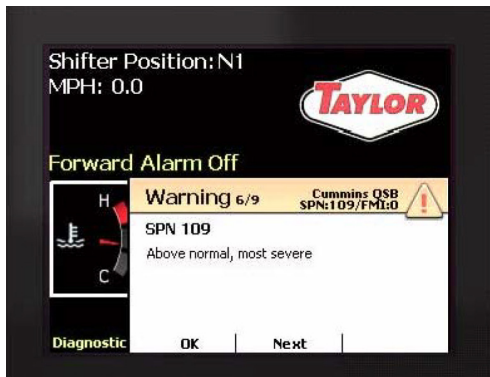 Shifter Position: N1
MPH: 0.0
TAYLOR
Forward Alarm Off
H
C
Warning 6/9
Cummins QSB
SPN:109/FMI:0
SPN 109
Above normal, most severe
Diagnostic
OK
Next